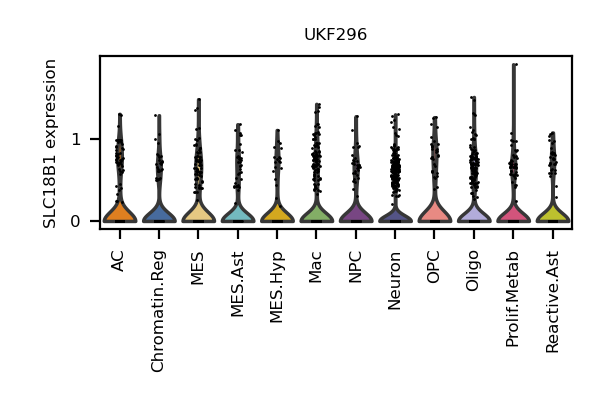 UKF296
SLC18B1 expression
1
0
AC
Chromatin.Reg
MES
MES.Ast
MES.Hyp
Mac
NPC
Neuron
OPC
Oligo
Prolif.Metab
Reactive.Ast